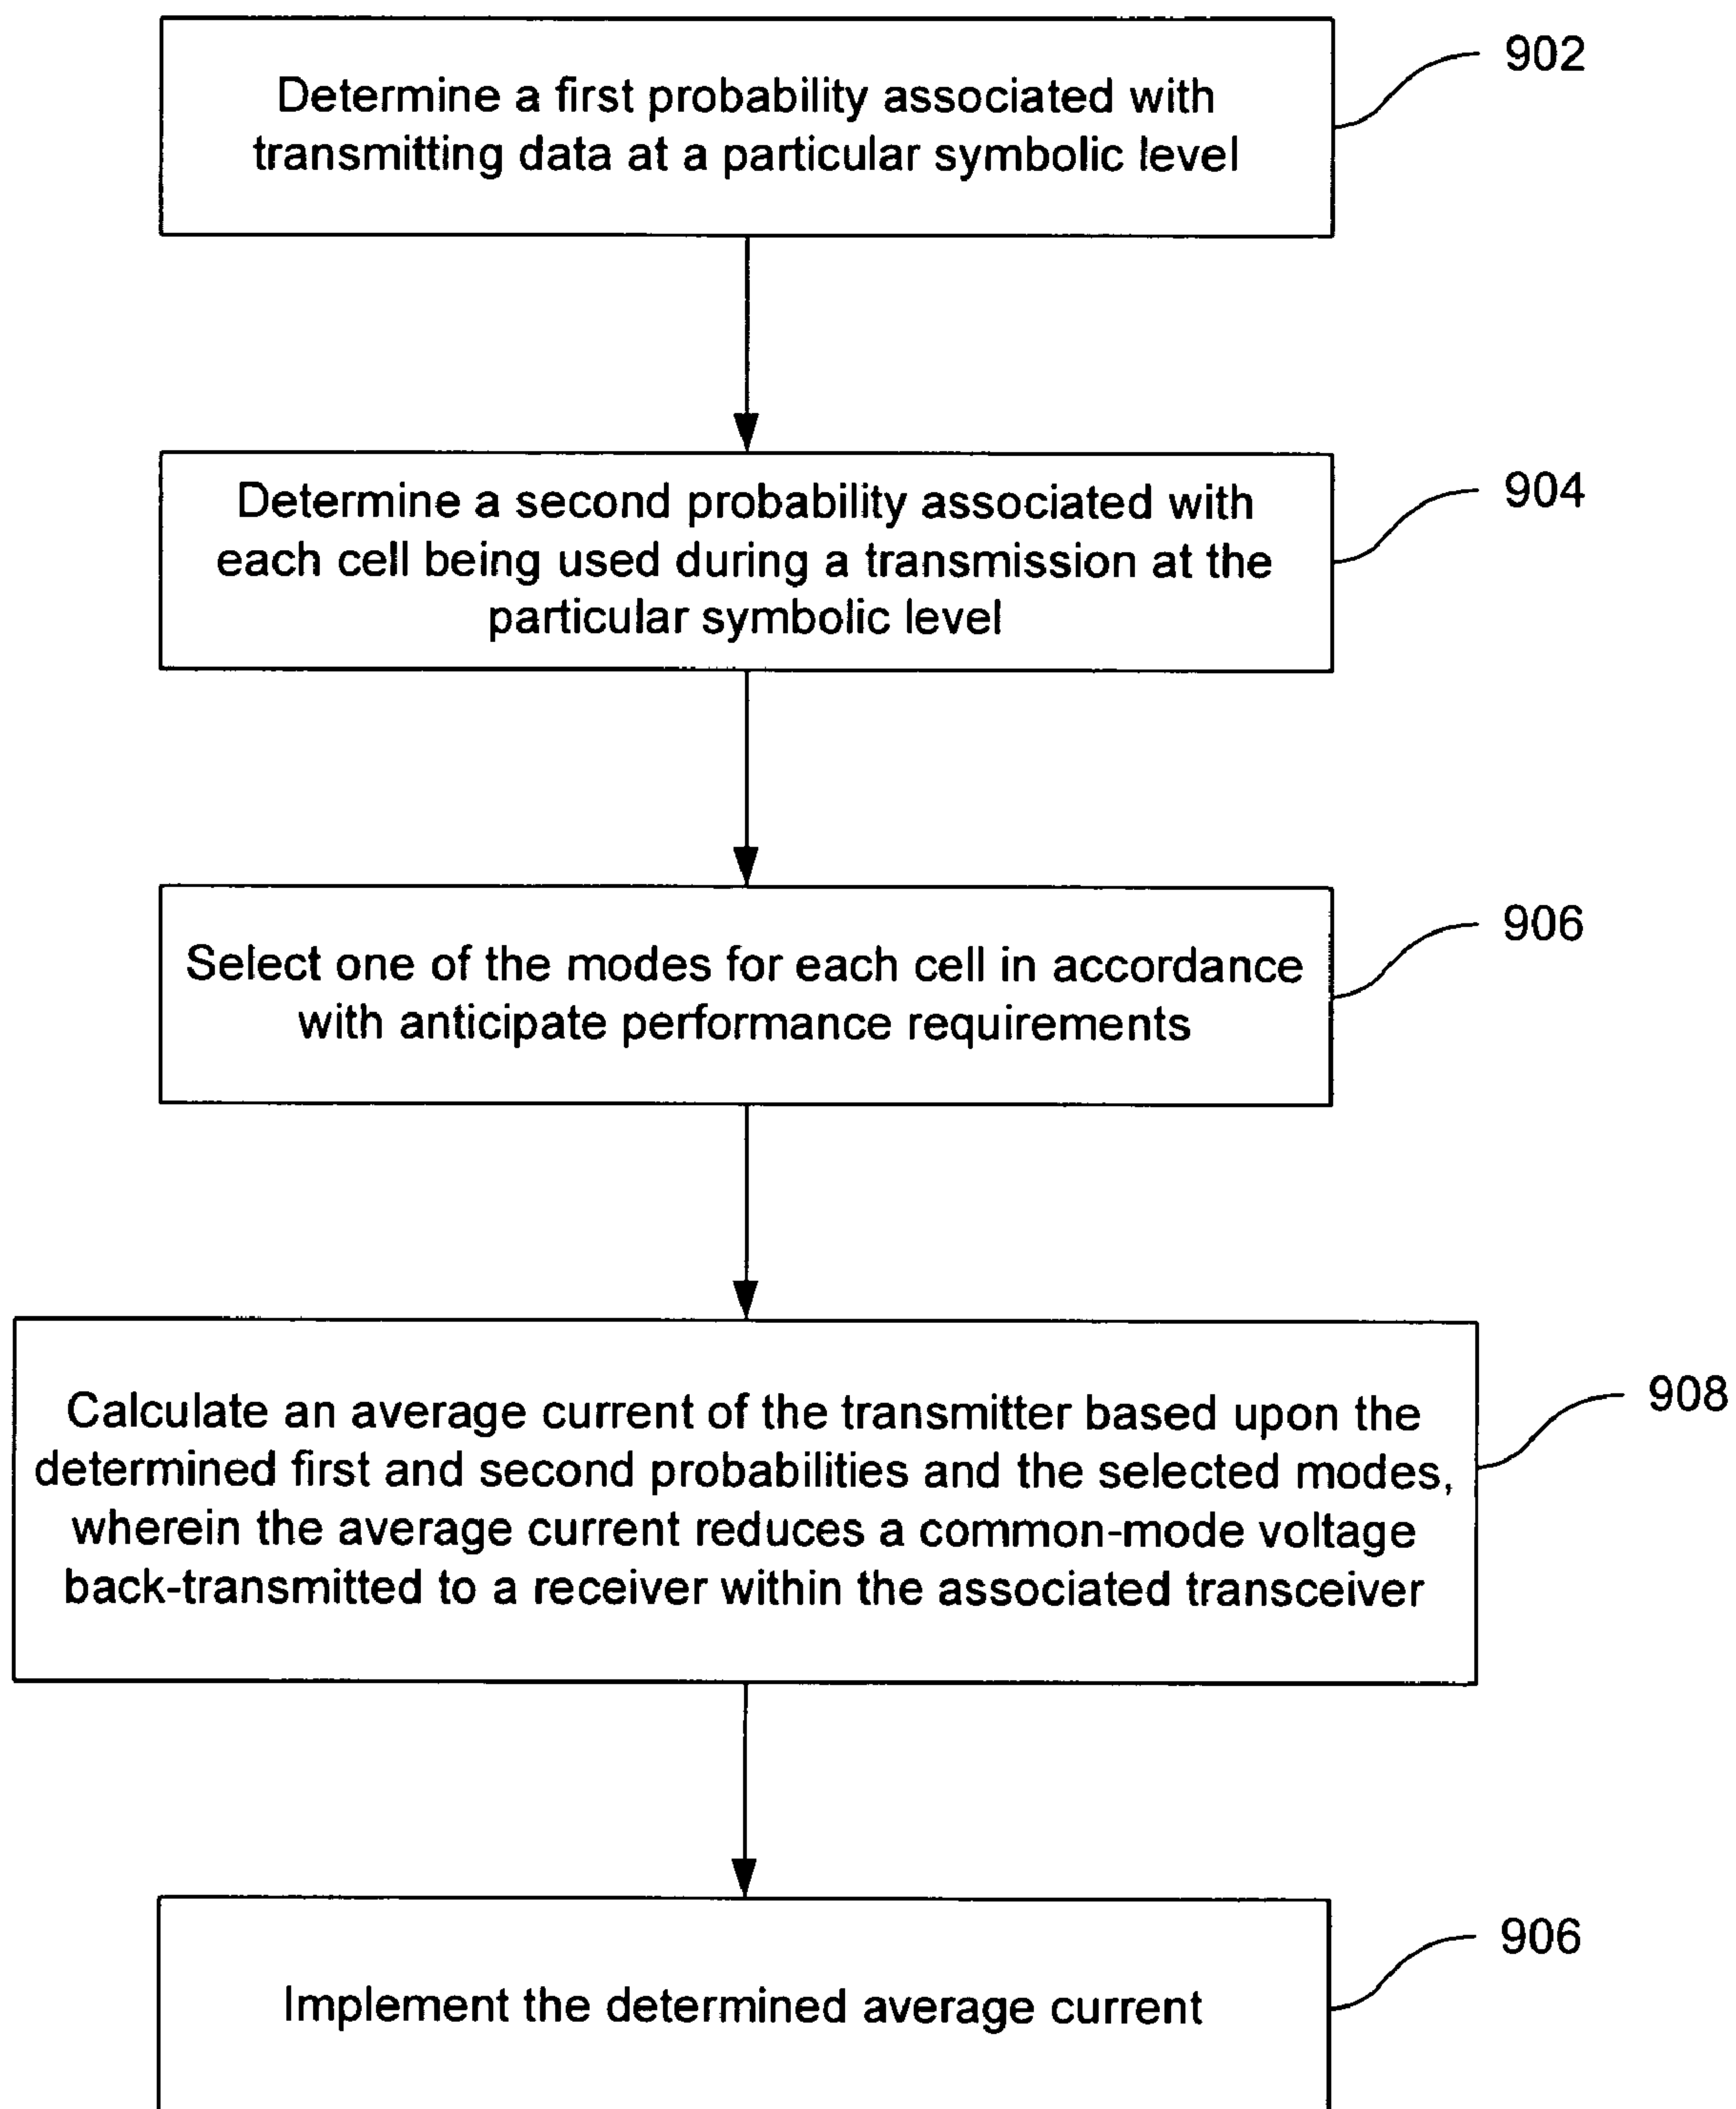 Determine a first probability associated with
transmitting data at a particular symbolic level
902
Determine a second probability associated with
each cell being used during a transmission at the
particular symbolic level
904
Select one of the modes for each cell in accordance
with anticipate performance requirements
906
Calculate an average current of the transmitter based upon the
determined first and second probabilities and the selected modes,
wherein the average current reduces a common-mode voltage
back-transmitted to a receiver within the associated transceiver
908
Implement the determined average current
906